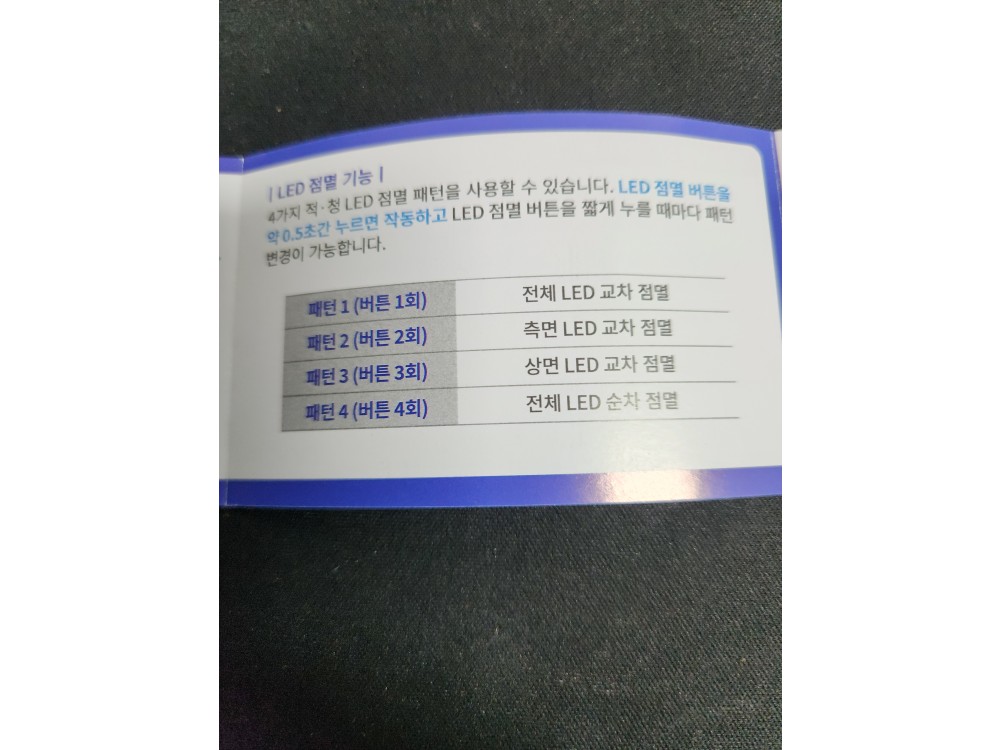 | LED 점멸 기능 |
4가지 적·청 LED 점멸 패턴을 사용할 수 있습니다. LED 점멸 버튼을
약 0.5초간 누르면 작동하고 LED 점멸 버튼을 짧게 누를 때마다 패턴
변경이 가능합니다.
패턴 1 (버튼 1회) 전체 LED 교차 점멸
패턴 2 (버튼 2회) 측면 LED 교차 점멸
패턴 3 (버튼 3회) 상면 LED 교차 점멸
패턴 4 (버튼 4회) 전체 LED 순차 점멸